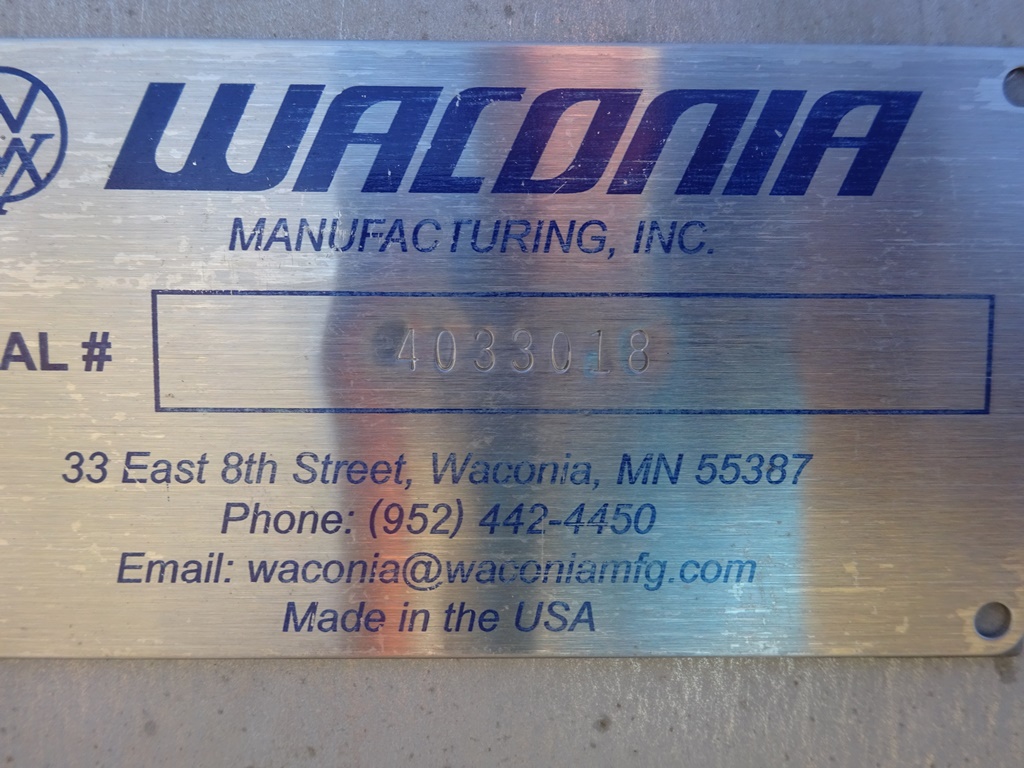 WACONIA
MANUFACTURING, INC.
AL # 4033018
33 East 8th Street, Waconia, MN 55387
Phone: (952) 442-4450
Email: waconia@waconiamfg.com
Made in the USA